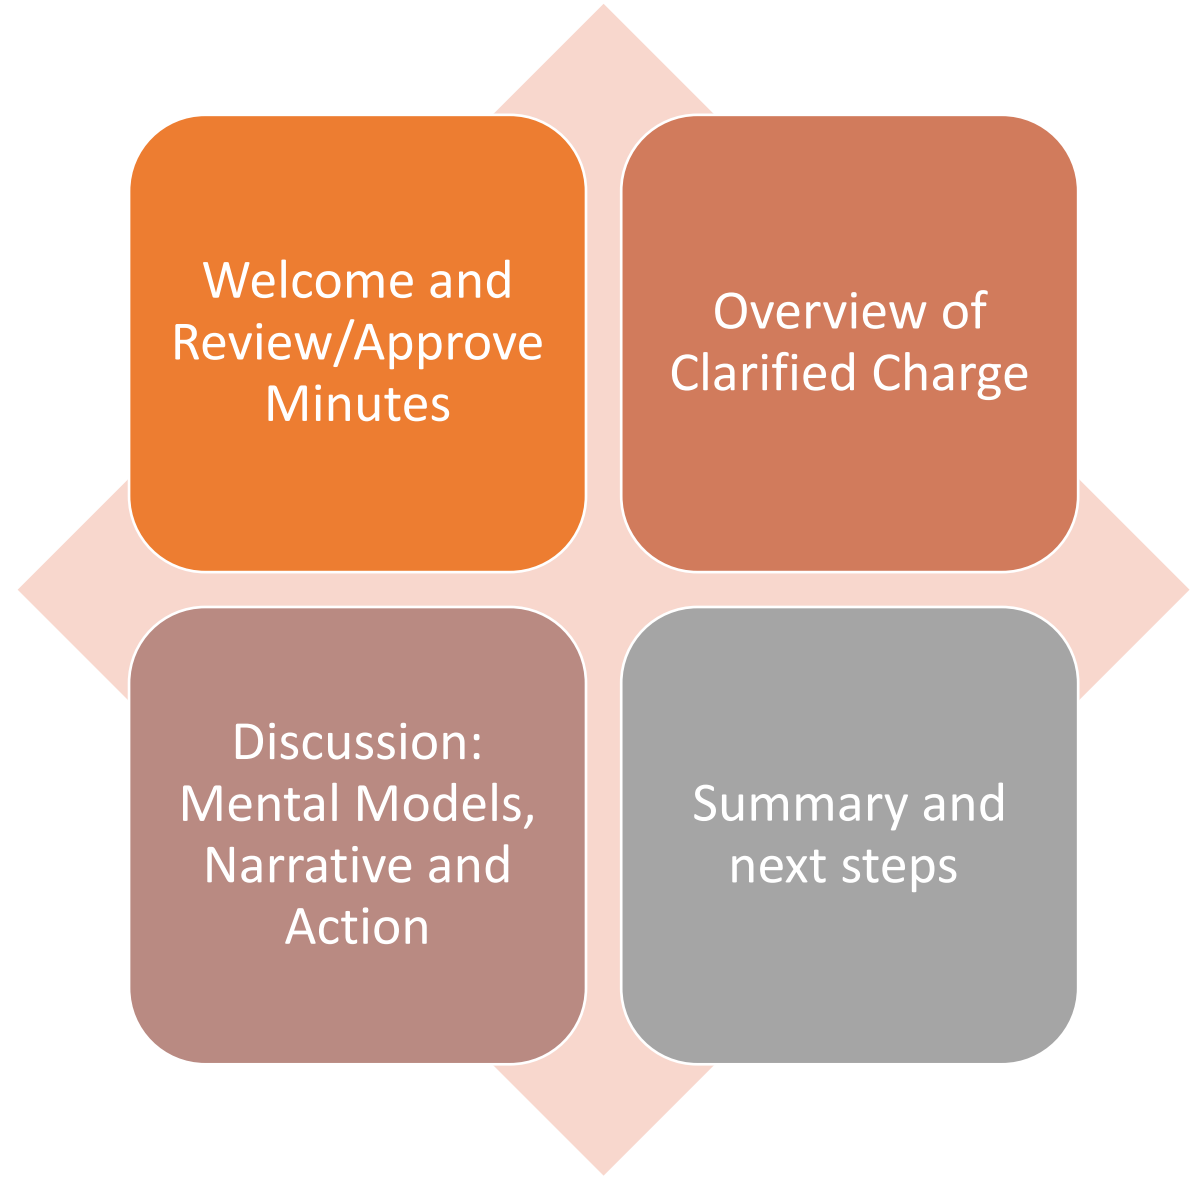 Welcome and
Review/Approve
Minutes
Overview of
Clarified Charge
Discussion:
Mental Models,
Narrative and
Action
Summary and
next steps